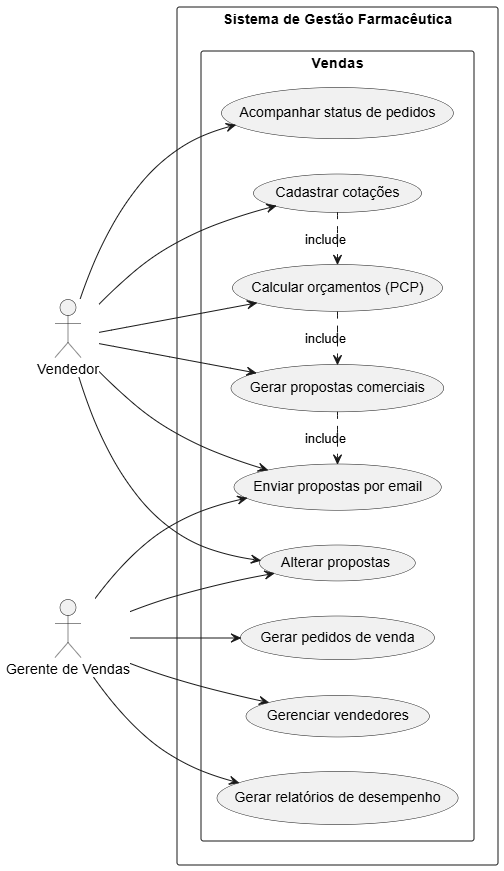 Sistema de Gestão Farmacêutica
Vendas
Acompanhar status de pedidos
Cadastrar cotações
include
Calcular orçamentos (PCP)
include
Vendedor
Gerar propostas comerciais
include
Enviar propostas por email
Alterar propostas
Gerar pedidos de venda
Gerente de Vendas
Gerenciar vendedores
Gerar relatórios de desempenho